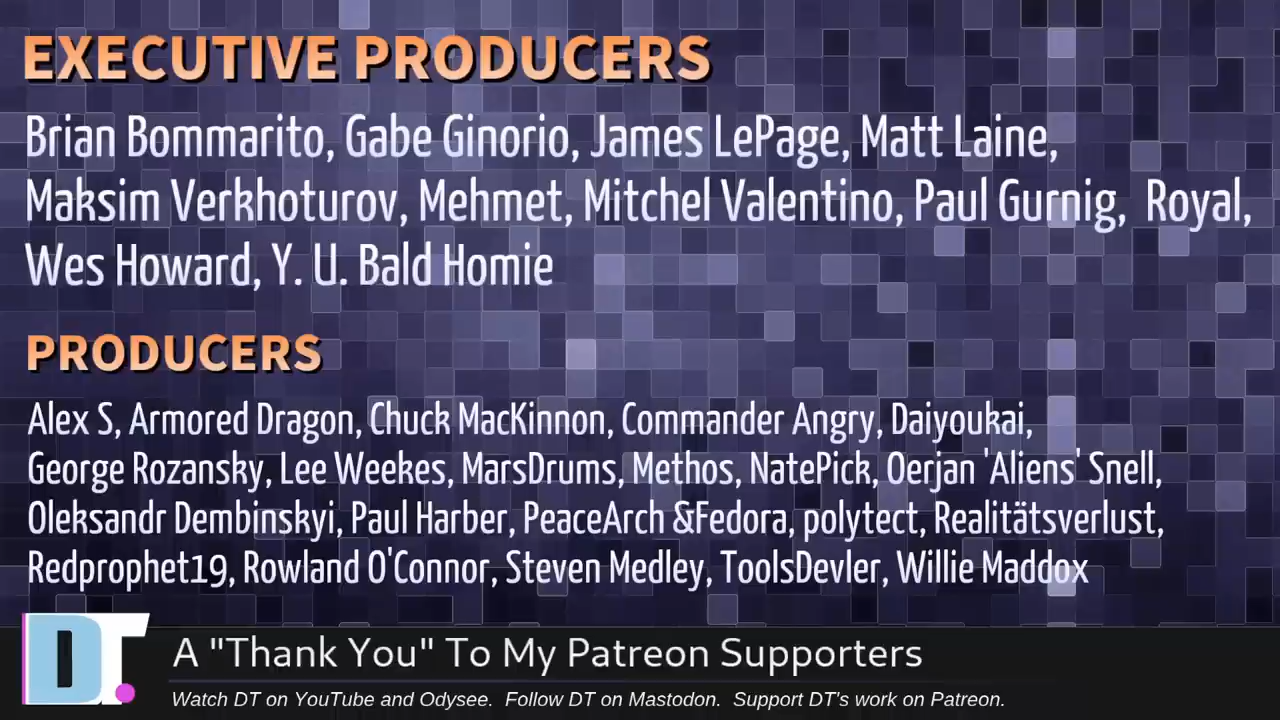 EXECUTIVE PRODUCERS
Brian Bommarito, Gabe Ginorio, James LePage, Matt Laine,
Maksim Verkhoturov, Mehmet, Mitchel Valentino, Paul Gurnig, Royal,
Wes Howard, Y. U. Bald Homie
PRODUCERS
Alex S, Armored Dragon, Chuck MacKinnon, Commander Angry, Daiyoukai,
George Rozansky, Lee Weekes, MarsDrums, Methos, NatePick, Oerjan 'Aliens' Snell,
Oleksandr Dembinskyi, Paul Harber, PeaceArch &Fedora, polytect, Realitätsverlust,
Redprophet19, Rowland O'Connor, Steven Medley, ToolsDevler, Willie Maddox
DT.
A "Thank You" To My Patreon Supporters
Watch DT on YouTube and Odysee. Follow DT on Mastodon. Support DT's work on Patreon.